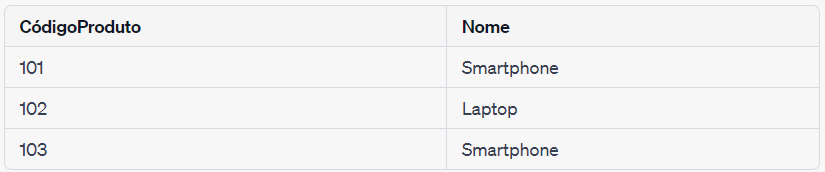 CódigoProduto Nome
101 Smartphone
102 Laptop
103 Smartphone